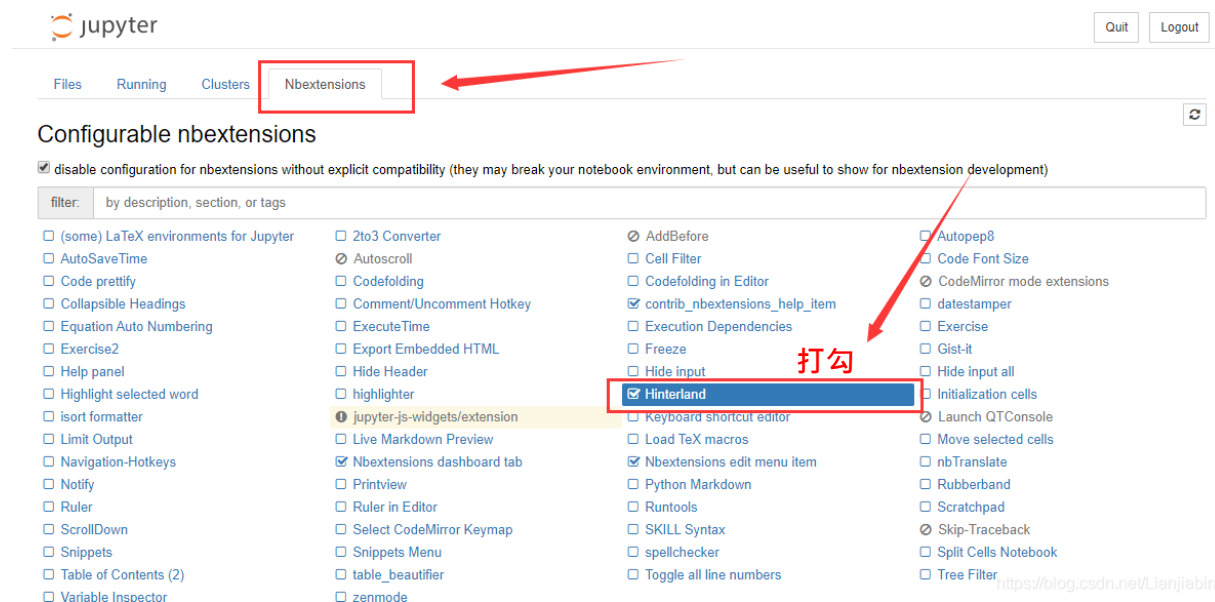 jupyter
Quit
Logout
Files
Running
Clusters
Nbextensions
Configurable nbextensions
disable configuration for nbextensions without explicit compatibility (they may break your notebook environment, but can be useful to show for nbextension development)
filter:
by description, section, or tags
(some) LaTeX environments for Jupyter
2to3 Converter
AddBefore
Autopep8
AutoSaveTime
Autoscroll
Cell Filter
Code Font Size
Code prettify
Codefolding
Codefolding in Editor
CodeMirror mode extensions
Collapsible Headings
Comment/Uncomment Hotkey
contrib_nbextensions_help_item
datestamper
Equation Auto Numbering
ExecuteTime
Execution Dependencies
Exercise
Exercise2
Export Embedded HTML
Freeze
打勾
Gist-it
Help panel
Hide Header
Hide input
Hide input all
Highlight selected word
highlighter
Hinterland
Initialization cells
isort formatter
jupyter-js-widgets/extension
Keyboard shortcut editor
Launch QTConsole
Limit Output
Live Markdown Preview
Load TeX macros
Move selected cells
Navigation-Hotkeys
Nbextensions dashboard tab
Nbextensions edit menu item
nbTranslate
Notify
Printview
Python Markdown
Rubberband
Ruler
Ruler in Editor
Runtools
Scratchpad
ScrollDown
Select CodeMirror Keymap
SKILL Syntax
Skip-Traceback
Snippets
Snippets Menu
spellchecker
Split Cells Notebook
Table of Contents (2)
table_beautifier
Toggle all line numbers
Tree Filter
https://blog.csdn.net/Lianjiabin
Variable Inspector
zenmode